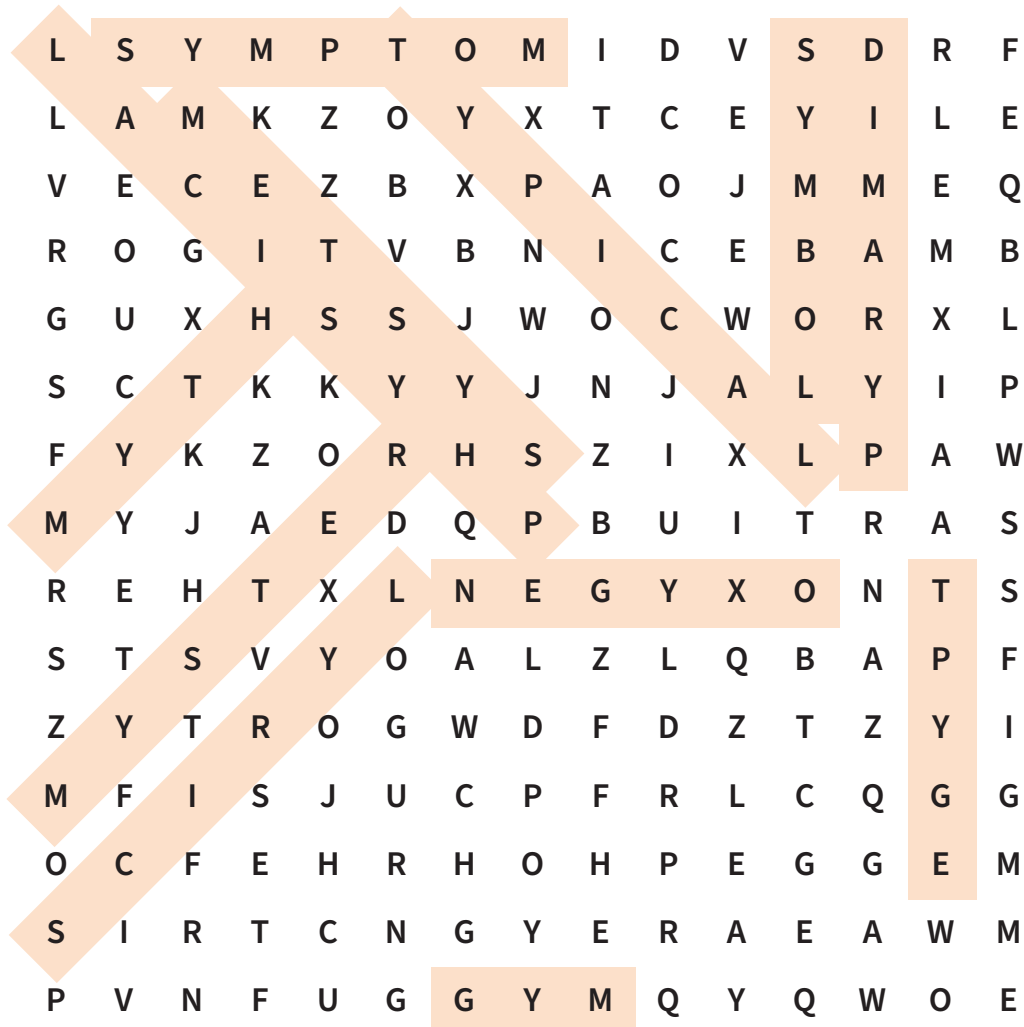 L S Y M P T O M I D V S D R F
L A M K Z O Y X T C E Y I L E
V E C E Z B X P A O J M M E Q
R O G I T V B N I C E B A M B
G U X H S S J W O C W O R X L
S C T K K Y Y J N J A L Y I P
F Y K Z O R H S Z I X L P A W
M Y J A E D Q P B U I T R A S
R E H T X L N E G Y X O N T S
S T S V Y O A L Z L Q B A P F
Z Y T R O G W D F D Z T Z Y I
M F I S J U C P F R L C Q G G
O C F E H R H O H P E G G E M
S I R T C N G Y E R A E A W M
P V N F U G G Y M Q Y Q W O E